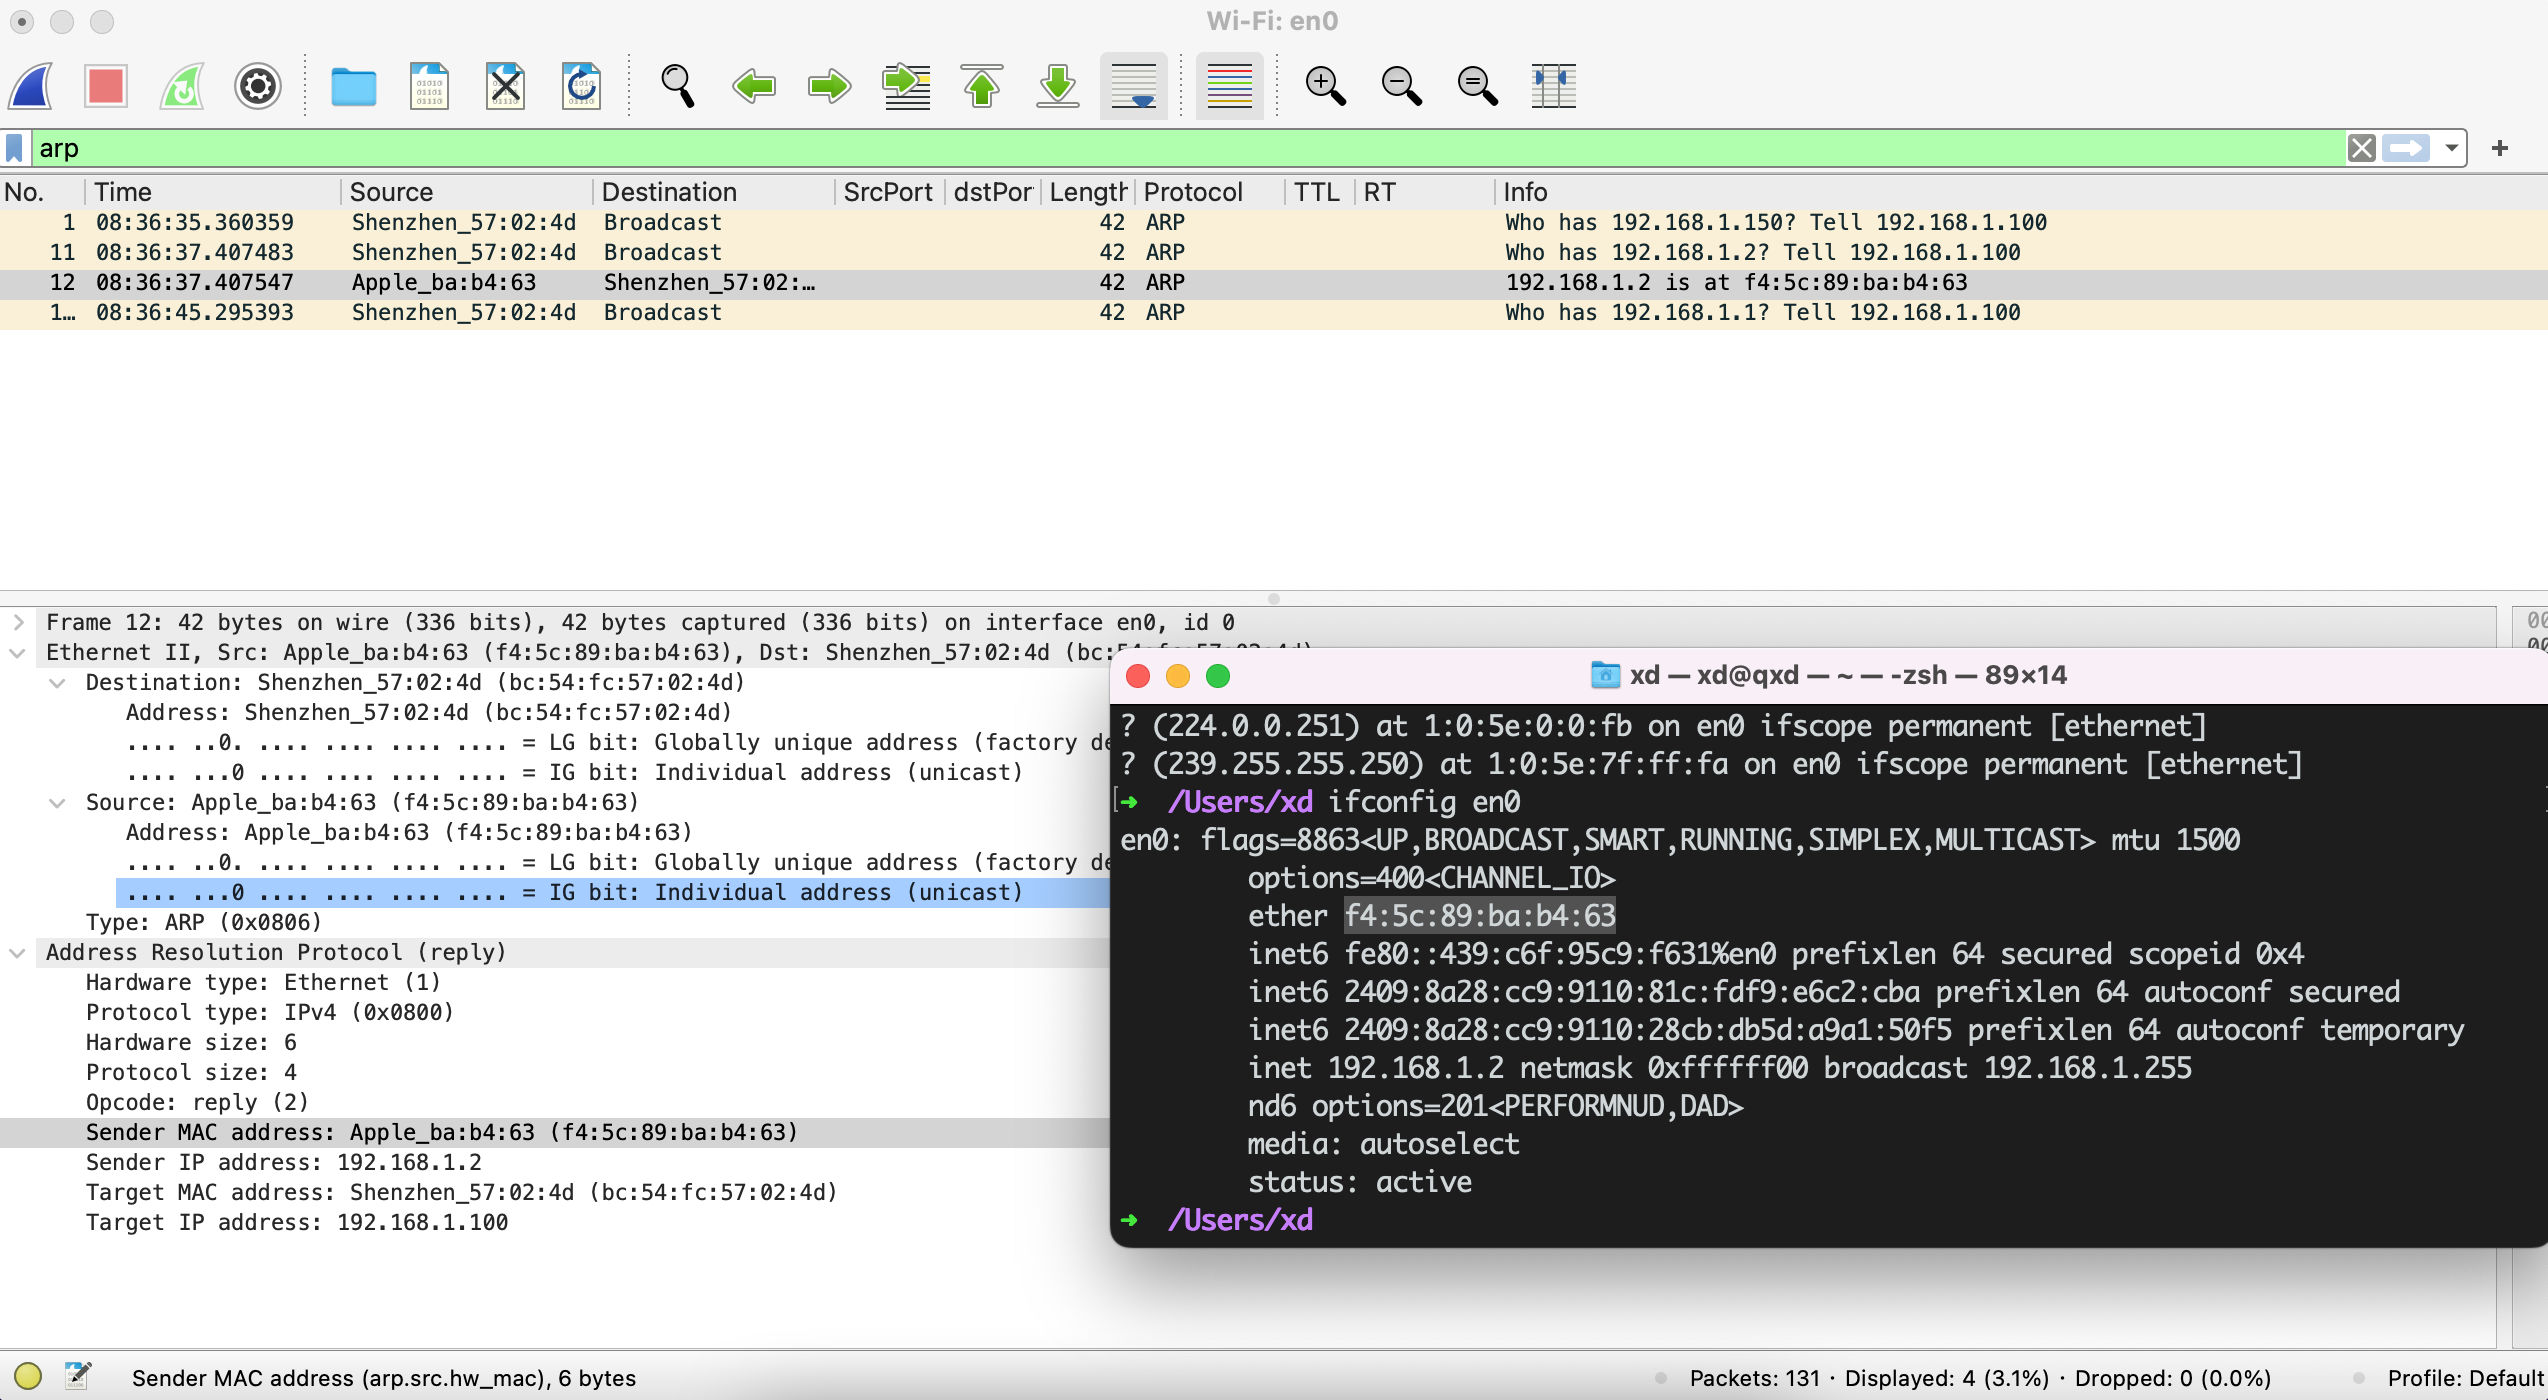 Wi-Fi: en0
arp
No. Time Source Destination SrcPort dstPor Length Protocol TTL RT Info
1 08:36:35.360359 Shenzhen_57:02:4d Broadcast 42 ARP Who has 192.168.1.150? Tell 192.168.1.100
11 08:36:37.407483 Shenzhen_57:02:4d Broadcast 42 ARP Who has 192.168.1.2? Tell 192.168.1.100
12 08:36:37.407547 Apple_ba:b4:63 Shenzhen_57:02:… 42 ARP 192.168.1.2 is at f4:5c:89:ba:b4:63
1… 08:36:45.295393 Shenzhen_57:02:4d Broadcast 42 ARP Who has 192.168.1.1? Tell 192.168.1.100
Frame 12: 42 bytes on wire (336 bits), 42 bytes captured (336 bits) on interface en0, id 0
Ethernet II, Src: Apple_ba:b4:63 (f4:5c:89:ba:b4:63), Dst: Shenzhen_57:02:4d (bc:
Destination: Shenzhen_57:02:4d (bc:54:fc:57:02:4d)
Address: Shenzhen_57:02:4d (bc:54:fc:57:02:4d)
.... ..0. .... .... .... .... = LG bit: Globally unique address (factory de
.... ...0 .... .... .... .... = IG bit: Individual address (unicast)
Source: Apple_ba:b4:63 (f4:5c:89:ba:b4:63)
Address: Apple_ba:b4:63 (f4:5c:89:ba:b4:63)
.... ..0. .... .... .... .... = LG bit: Globally unique address (factory de
.... ...0 .... .... .... .... = IG bit: Individual address (unicast)
Type: ARP (0x0806)
Address Resolution Protocol (reply)
Hardware type: Ethernet (1)
Protocol type: IPv4 (0x0800)
Hardware size: 6
Protocol size: 4
Opcode: reply (2)
Sender MAC address: Apple_ba:b4:63 (f4:5c:89:ba:b4:63)
Sender IP address: 192.168.1.2
Target MAC address: Shenzhen_57:02:4d (bc:54:fc:57:02:4d)
Target IP address: 192.168.1.100
xd — xd@qxd — ~ — -zsh — 89×14
? (224.0.0.251) at 1:0:5e:0:0:fb on en0 ifscope permanent [ethernet]
? (239.255.255.250) at 1:0:5e:7f:ff:fa on en0 ifscope permanent [ethernet]
[➜ /Users/xd ifconfig en0
en0: flags=8863<UP,BROADCAST,SMART,RUNNING,SIMPLEX,MULTICAST> mtu 1500
options=400<CHANNEL_IO>
ether f4:5c:89:ba:b4:63
inet6 fe80::439:c6f:95c9:f631%en0 prefixlen 64 secured scopeid 0x4
inet6 2409:8a28:cc9:9110:81c:fdf9:e6c2:cba prefixlen 64 autoconf secured
inet6 2409:8a28:cc9:9110:28cb:db5d:a9a1:50f5 prefixlen 64 autoconf temporary
inet 192.168.1.2 netmask 0xffffff00 broadcast 192.168.1.255
nd6 options=201<PERFORMNUD,DAD>
media: autoselect
status: active
➜ /Users/xd
Sender MAC address (arp.src.hw_mac), 6 bytes
Packets: 131 · Displayed: 4 (3.1%) · Dropped: 0 (0.0%)
Profile: Default